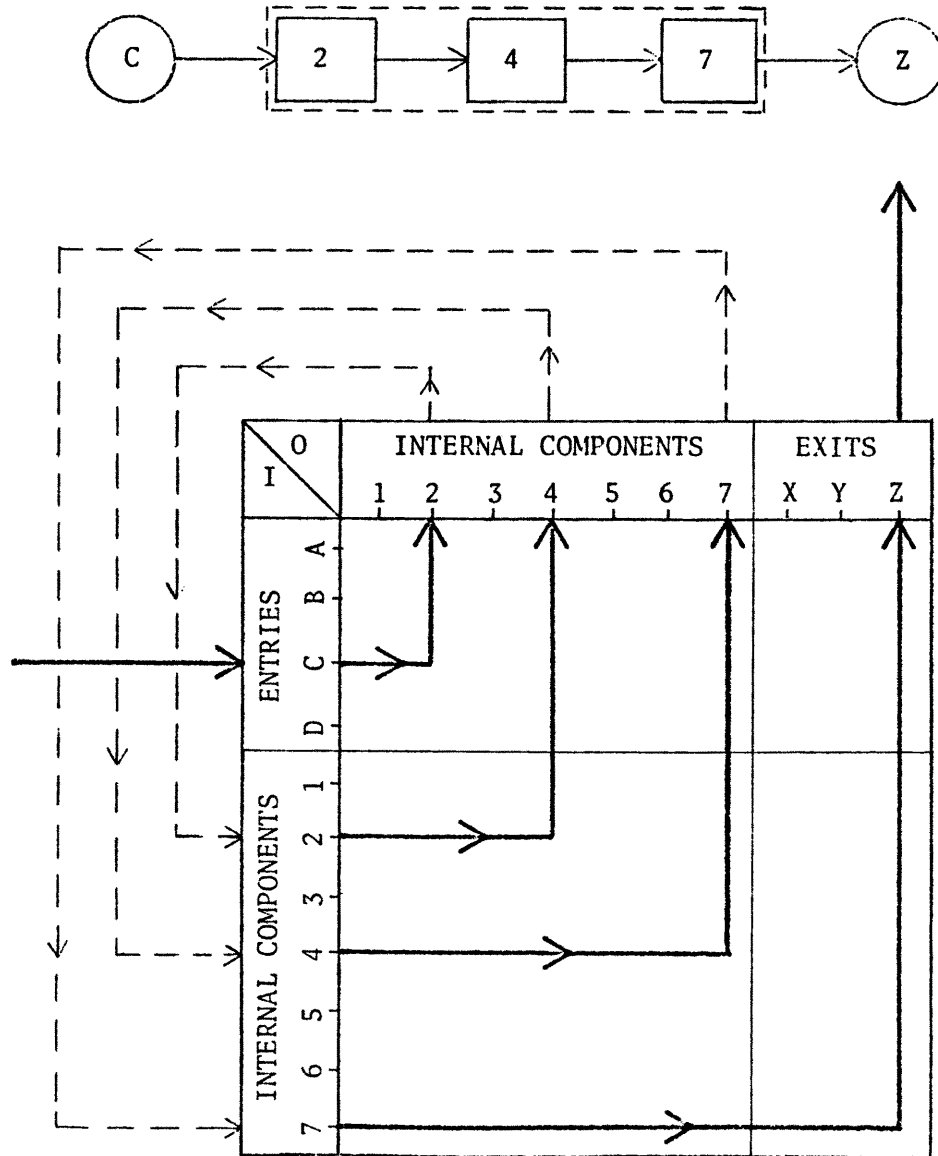 C 2 4 7 Z
O INTERNAL COMPONENTS EXITS
I 1 2 3 4 5 6 7 X Y Z
ENTRIES
A
B
C
D
INTERNAL COMPONENTS
1
2
3
4
5
6
7